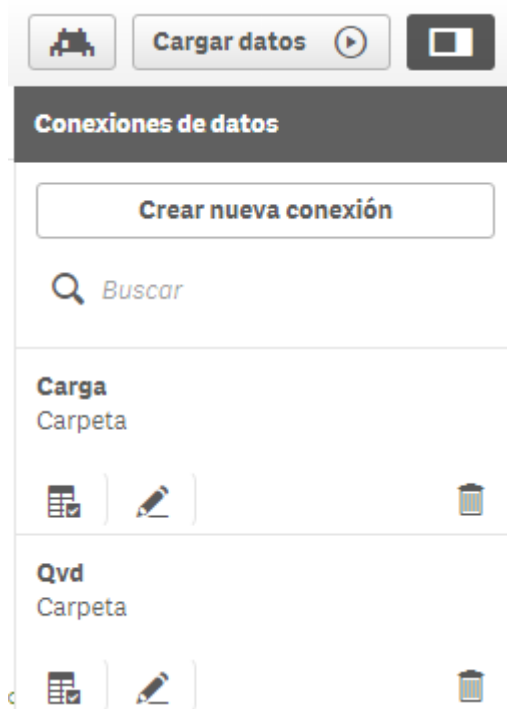 Cargar datos
Conexiones de datos
Crear nueva conexión
Buscar
Carga
Carpeta
Qvd
Carpeta